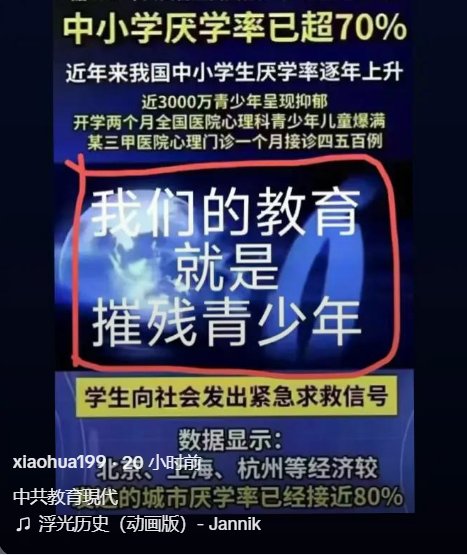 中小学厌学率已超70%
近年来我国中小学生厌学率逐年上升
近3000万青少年呈现抑郁
开学两个月全国医院心理科青少年儿童爆满
某三甲医院心理门诊一个月接诊四五百例
我们的教育
就是
摧残青少年
学生向社会发出紧急求救信号
数据显示：
xiaohua199 · 20 小时前
北京、上海、杭州等经济较
中共教育現代
的城市厌学率已经接近80%
♫ 浮光历史（动画版）- Jannik